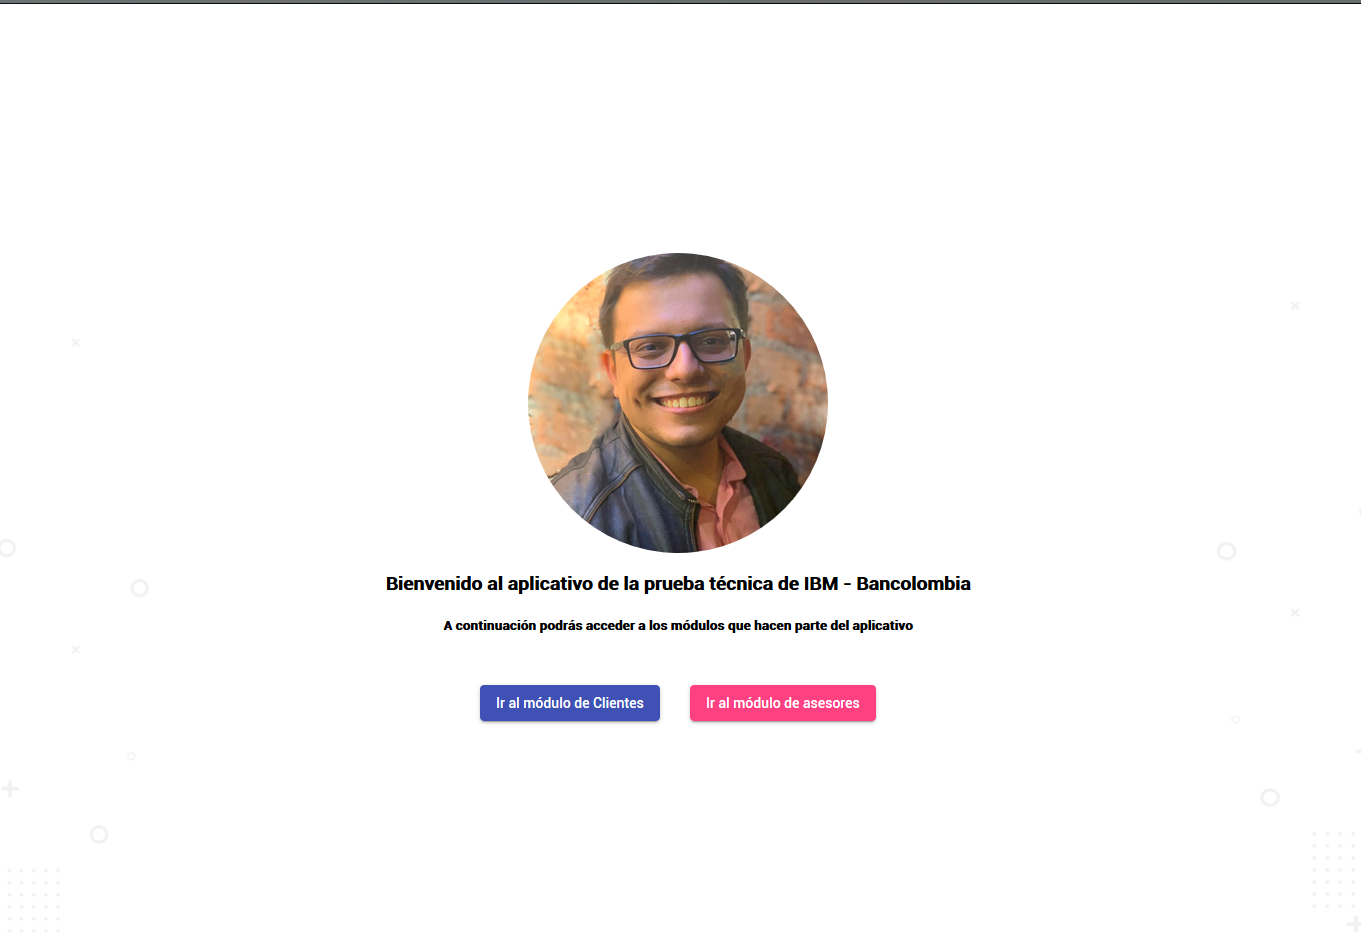 Bienvenido al aplicativo de la prueba técnica de IBM - Bancolombia
A continuación podrás acceder a los módulos que hacen parte del aplicativo
Ir al módulo de Clientes
Ir al módulo de asesores